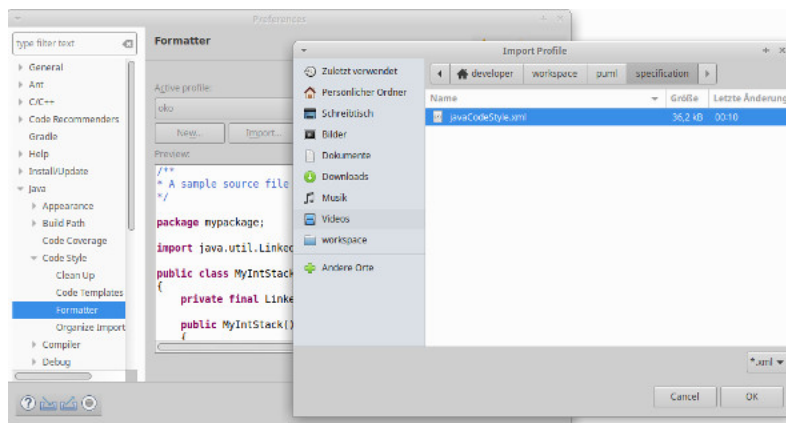 Preferences
type filter text
General
Ant
C/C++
Code Recommenders
Gradle
Help
Install/Update
Java
Appearance
Build Path
Code Coverage
Code Style
Clean Up
Code Templates
Formatter
Organize Import
Compiler
Debug
Formatter
Active profile:
oko
New...
Import...
Preview:
/**
* A sample source file
*/
package mypackage;
import java.util.Linked
public class MyIntStack
{
private final Linke
public MyIntStack()
{
Import Profile
Zuletzt verwendet
Persönlicher Ordner
Schreibtisch
Bilder
Dokumente
Downloads
Musik
Videos
workspace
Andere Orte
developer
workspace
puml
specification
Name
Größe
Letzte Änderung
javaCodeStyle.xml
36,2 kB
00:10
*.xml
Cancel
OK